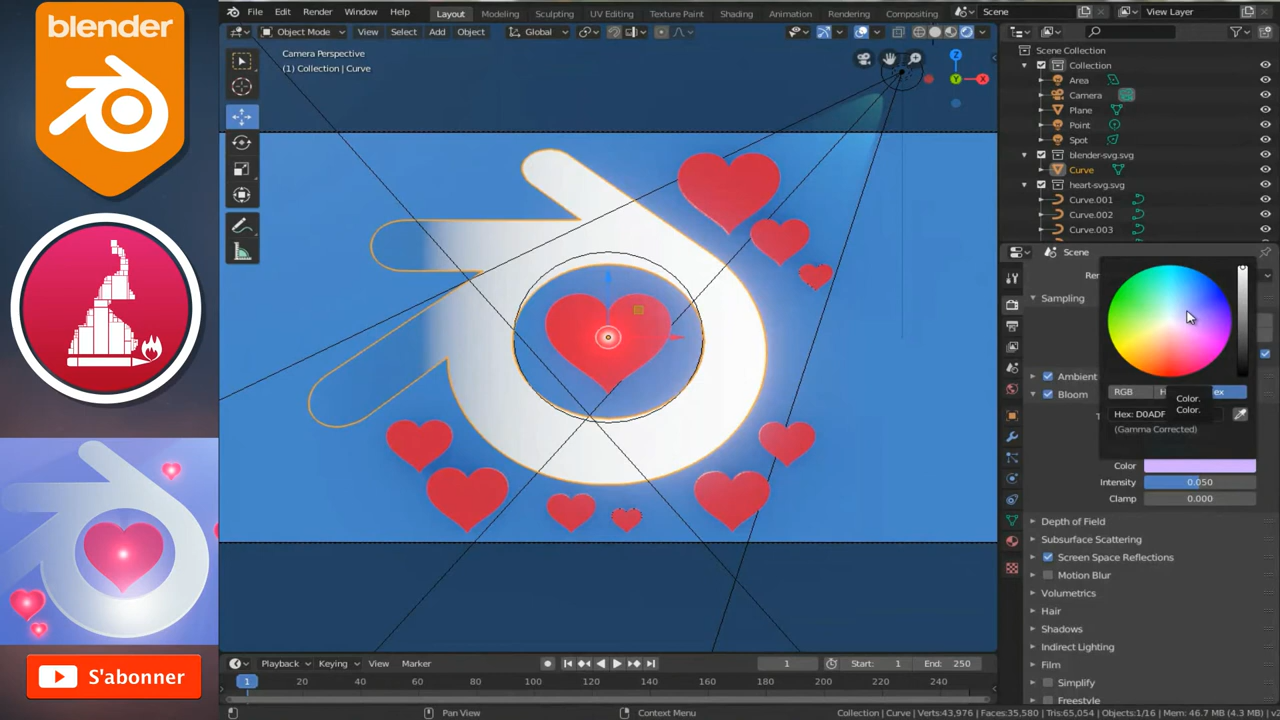 blender
S'abonner
File Edit Render Window Help Layout Modeling Sculpting UV Editing Texture Paint Shading Animation Rendering Compositing Scene View Layer
Object Mode View Select Add Object Global
Camera Perspective
(1) Collection | Curve
Scene Collection
Collection
Area
Camera
Plane
Point
Spot
blender-svg.svg
Curve
heart-svg.svg
Curve.001
Curve.002
Curve.003
Scene
Sampling
Ambient
Bloom
RGB
Color.
Color.
Hex: D0ADF
(Gamma Corrected)
Color
Intensity 0.050
Clamp 0.000
Depth of Field
Subsurface Scattering
Screen Space Reflections
Motion Blur
Volumetrics
Hair
Shadows
Indirect Lighting
Film
Simplify
Freestyle
Playback Keying View Marker 1 Start: 1 End: 250
1 20 40 60 80 100 120 140 160 180 200 220 240
Pan View Context Menu Collection | Curve | Verts:43,976 | Faces:35,580 | Tris:65,054 | Objects:1/16 | Mem: 46.7 MB (4.3 MB) |